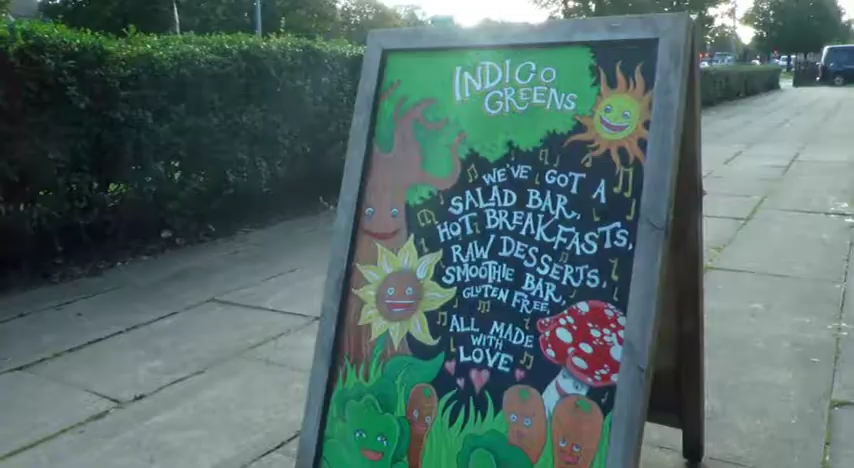 INDIGO
GREENS
WE'VE GOT A
SALAD BAR,
HOT BREAKFASTS,
RAW DESSERTS,
SMOOTHIE BAR,
GLUTEN FREE,
ALL MADE
WITH
LOVE